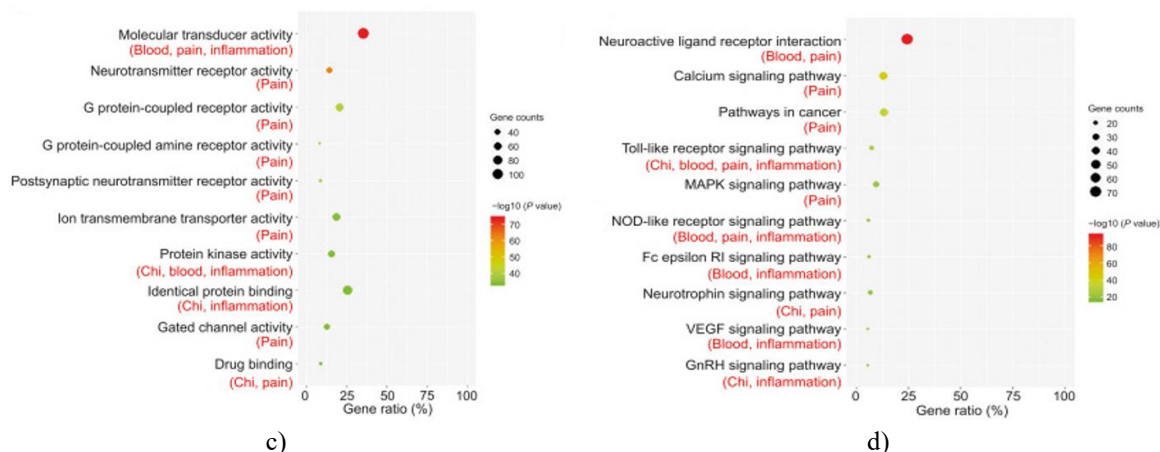 Molecular transducer activity
(Blood, pain, inflammation)
Neurotransmitter receptor activity
(Pain)
G protein-coupled receptor activity
(Pain)
G protein-coupled amine receptor activity
(Pain)
Postsynaptic neurotransmitter receptor activity
(Pain)
Ion transmembrane transporter activity
(Pain)
Protein kinase activity
(Chi, blood, inflammation)
Identical protein binding
(Chi, inflammation)
Gated channel activity
(Pain)
Drug binding
(Chi, pain)
0 25 50 75 100
Gene ratio (%)
Gene counts
40
60
80
100
−log10 (P value)
70
60
50
40
c)
Neuroactive ligand receptor interaction
(Blood, pain)
Calcium signaling pathway
(Pain)
Pathways in cancer
(Pain)
Toll-like receptor signaling pathway
(Chi, blood, pain, inflammation)
MAPK signaling pathway
(Pain)
NOD-like receptor signaling pathway
(Blood, pain, inflammation)
Fc epsilon RI signaling pathway
(Blood, inflammation)
Neurotrophin signaling pathway
(Chi, pain)
VEGF signaling pathway
(Blood, inflammation)
GnRH signaling pathway
(Chi, inflammation)
0 25 50 75 100
Gene ratio (%)
Gene counts
20
30
40
50
60
70
−log10 (P value)
80
60
40
20
d)